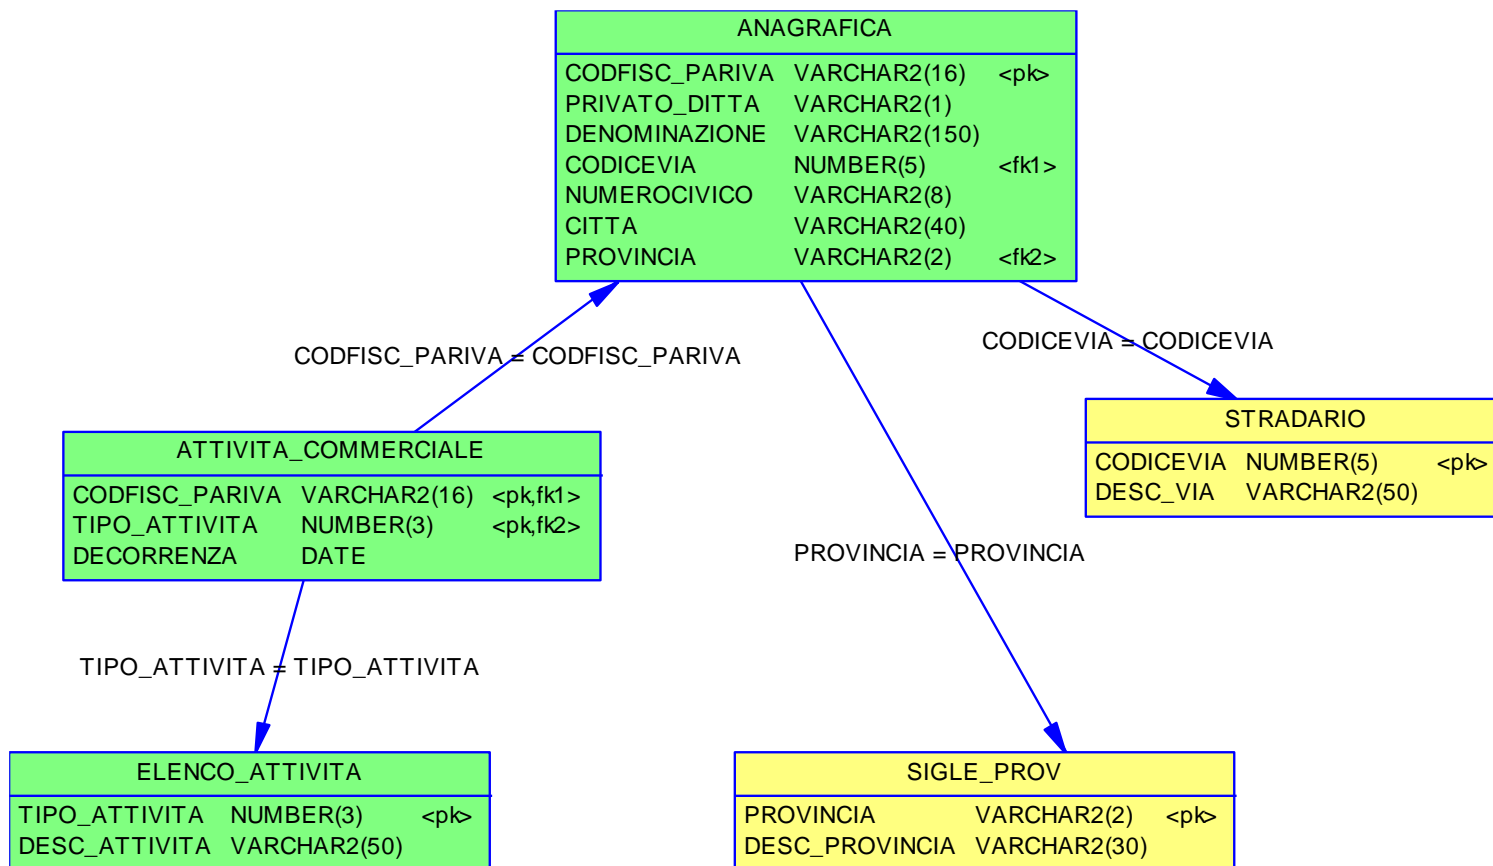 ANAGRAFICA
CODFISC_PARIVA VARCHAR2(16) <pk>
PRIVATO_DITTA VARCHAR2(1)
DENOMINAZIONE VARCHAR2(150)
CODICEVIA NUMBER(5) <fk1>
NUMEROCIVICO VARCHAR2(8)
CITTA VARCHAR2(40)
PROVINCIA VARCHAR2(2) <fk2>
CODFISC_PARIVA = CODFISC_PARIVA
CODICEVIA = CODICEVIA
STRADARIO
CODICEVIA NUMBER(5) <pk>
DESC_VIA VARCHAR2(50)
ATTIVITA_COMMERCIALE
CODFISC_PARIVA VARCHAR2(16) <pk,fk1>
TIPO_ATTIVITA NUMBER(3) <pk,fk2>
DECORRENZA DATE
PROVINCIA = PROVINCIA
TIPO_ATTIVITA = TIPO_ATTIVITA
ELENCO_ATTIVITA
TIPO_ATTIVITA NUMBER(3) <pk>
DESC_ATTIVITA VARCHAR2(50)
SIGLE_PROV
PROVINCIA VARCHAR2(2) <pk>
DESC_PROVINCIA VARCHAR2(30)